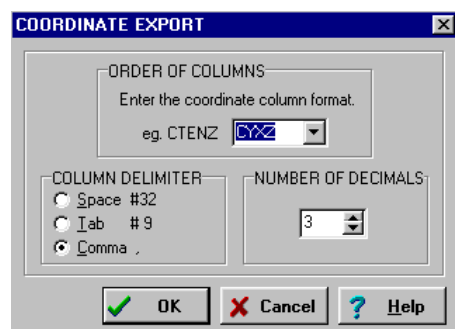 COORDINATE EXPORT
ORDER OF COLUMNS
Enter the coordinate column format.
eg. CTENZ CYXZ
COLUMN DELIMITER
Space #32
Tab #9
Comma ,
NUMBER OF DECIMALS
3
OK Cancel ? Help